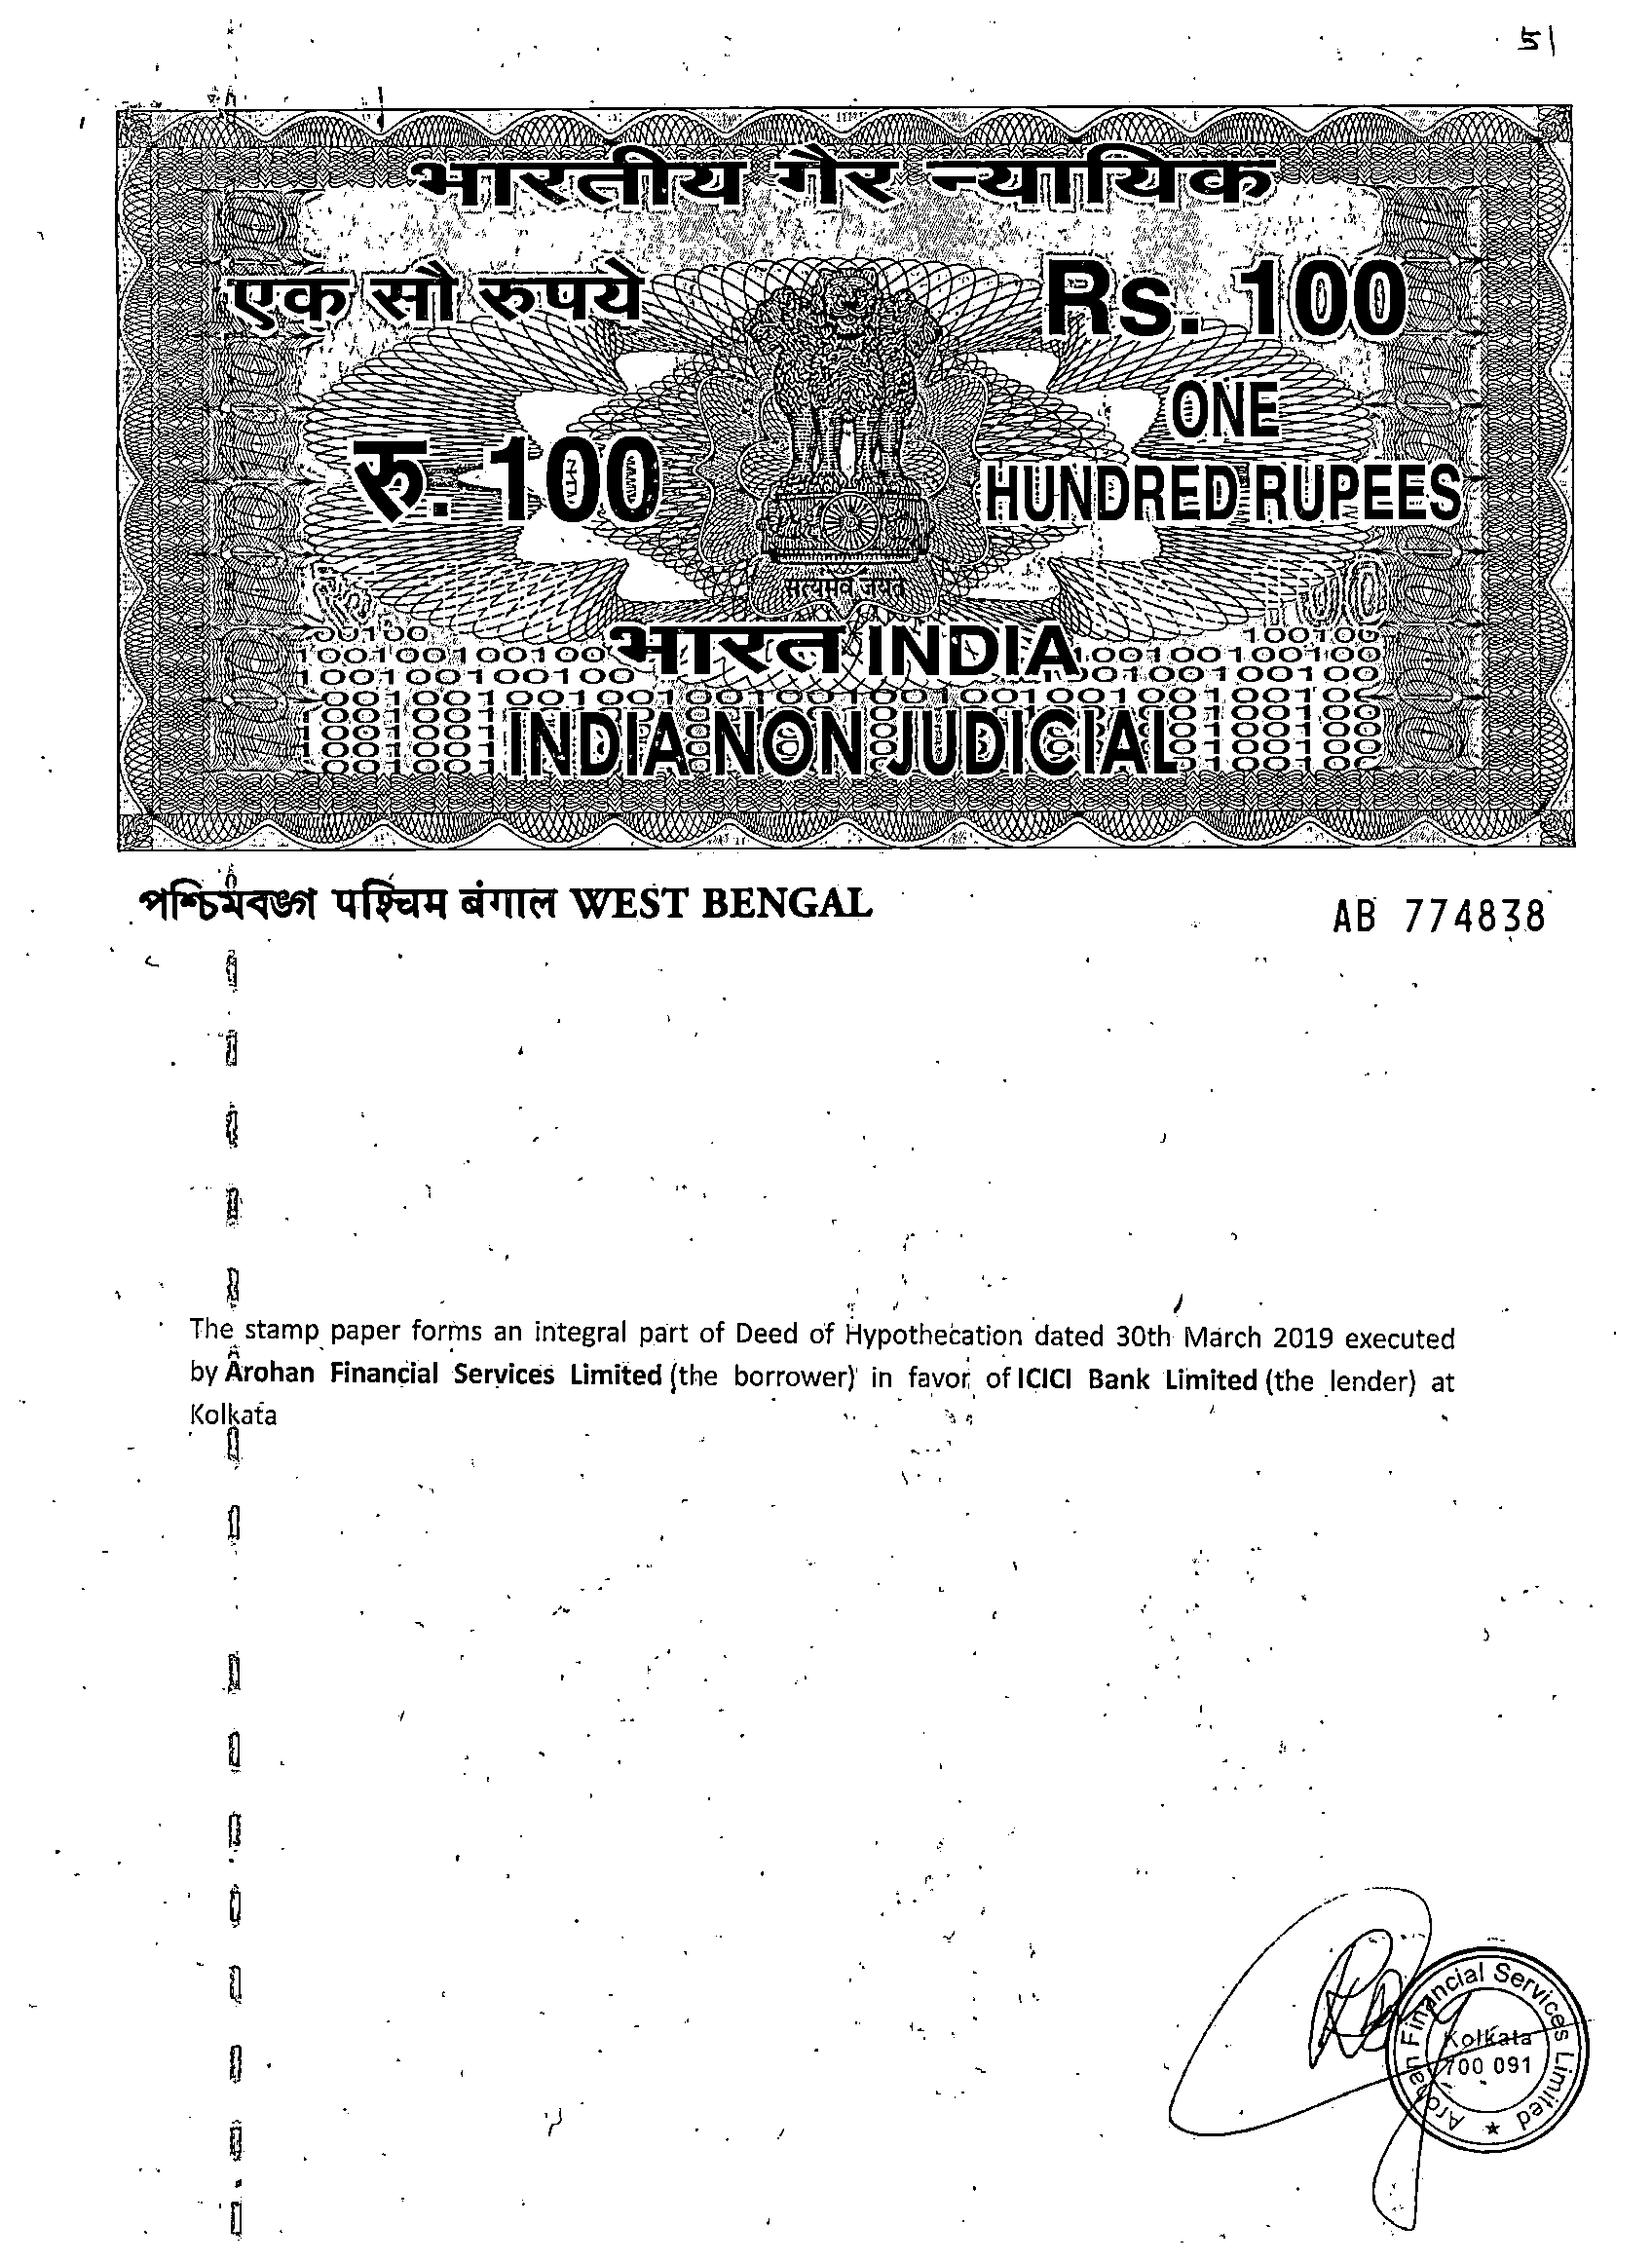 51
भारतीय गैर न्यायिक
एक सौ रुपये
Rs. 100
ONE
रु. 100
HUNDRED RUPEES
सत्यमेव जयते
भारत INDIA
INDIA NON JUDICIAL
পশ্চিমবঙ্গ पश्चिम बंगाल WEST BENGAL
AB 774838
The stamp paper forms an integral part of Deed of Hypothecation dated 30th March 2019 executed
by Arohan Financial Services Limited (the borrower) in favor of ICICI Bank Limited (the lender) at
Kolkata
Arohan Financial Services Limited
Kolkata
700 091